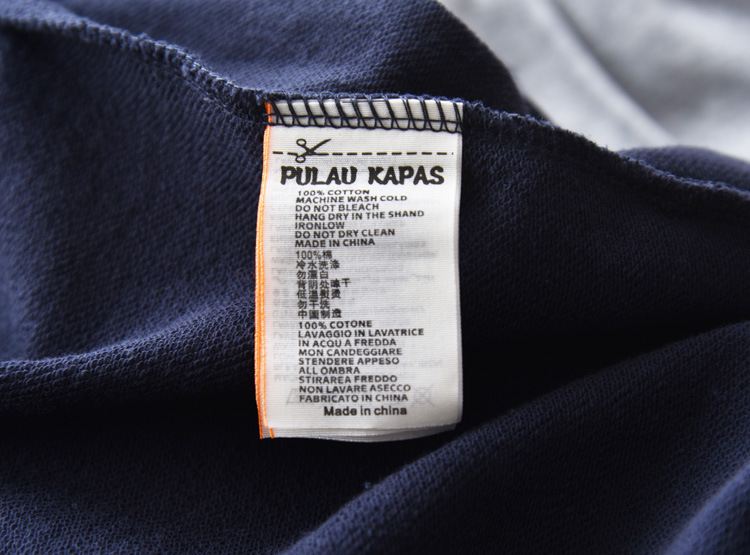 PULAU KAPAS
100% COTTON
MACHINE WASH COLD
DO NOT BLEACH
HANG DRY IN THE SHAND
IRONLOW
DO NOT DRY CLEAN
MADE IN CHINA
100%棉
冷水洗涤
勿漂白
背阴处晾干
低温熨烫
勿干洗
中国制造
100% COTONE
LAVAGGIO IN LAVATRICE
IN ACQU A FREDDA
MON CANDEGGIARE
STENDERE APPESO
ALL OMBRA
STIRAREA FREDDO
NON LAVARE ASECCO
FABRICATO IN CHINA
Made in china